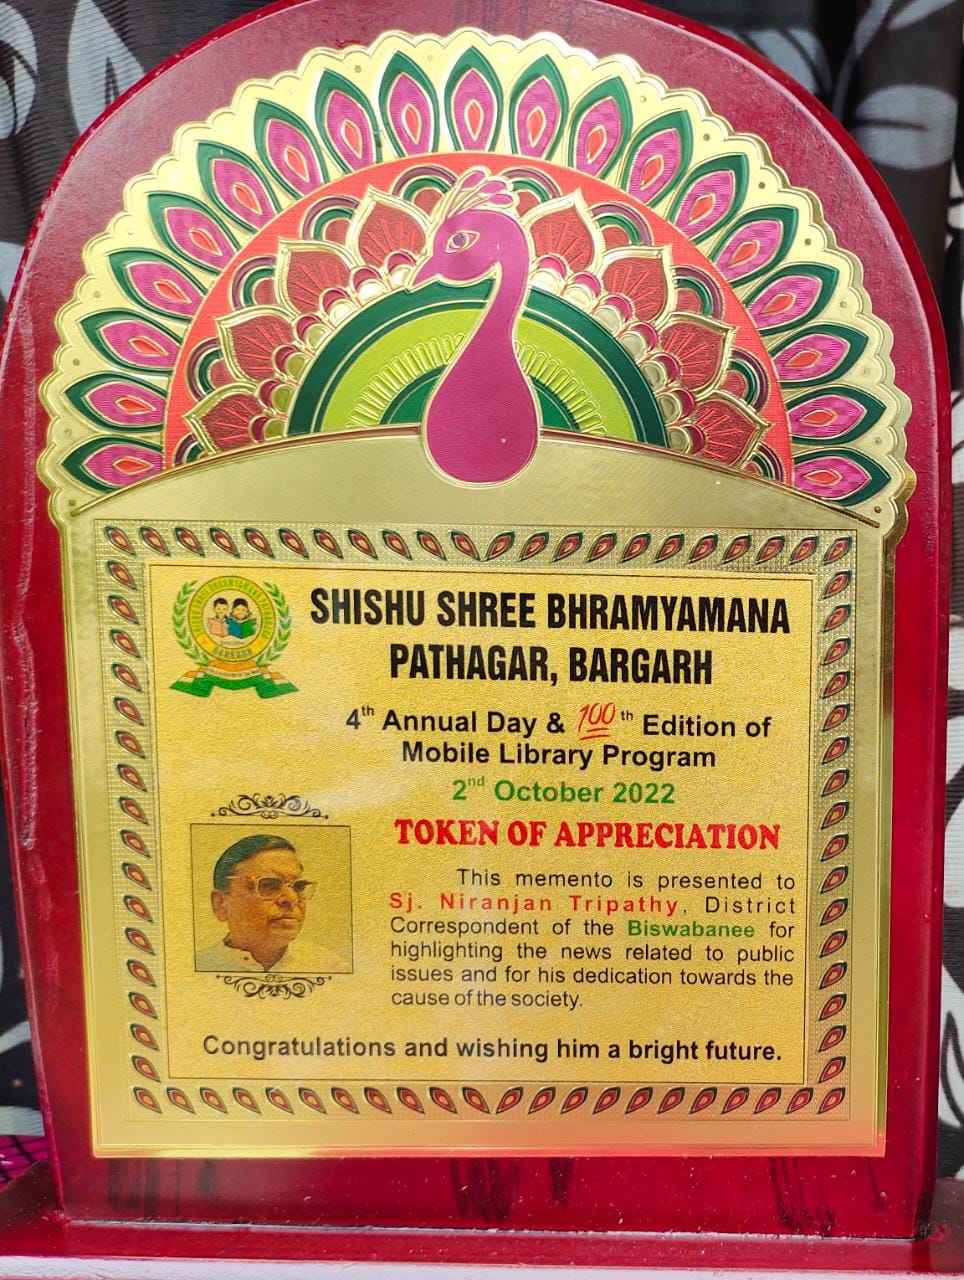 SHISHU SHREE BHRAMYAMANA
PATHAGAR, BARGARH
4th Annual Day & 100th Edition of
Mobile Library Program
2nd October 2022
TOKEN OF APPRECIATION
This memento is presented to
Sj. Niranjan Tripathy, District
Correspondent of the Biswabanee for
highlighting the news related to public
issues and for his dedication towards the
cause of the society.
Congratulations and wishing him a bright future.